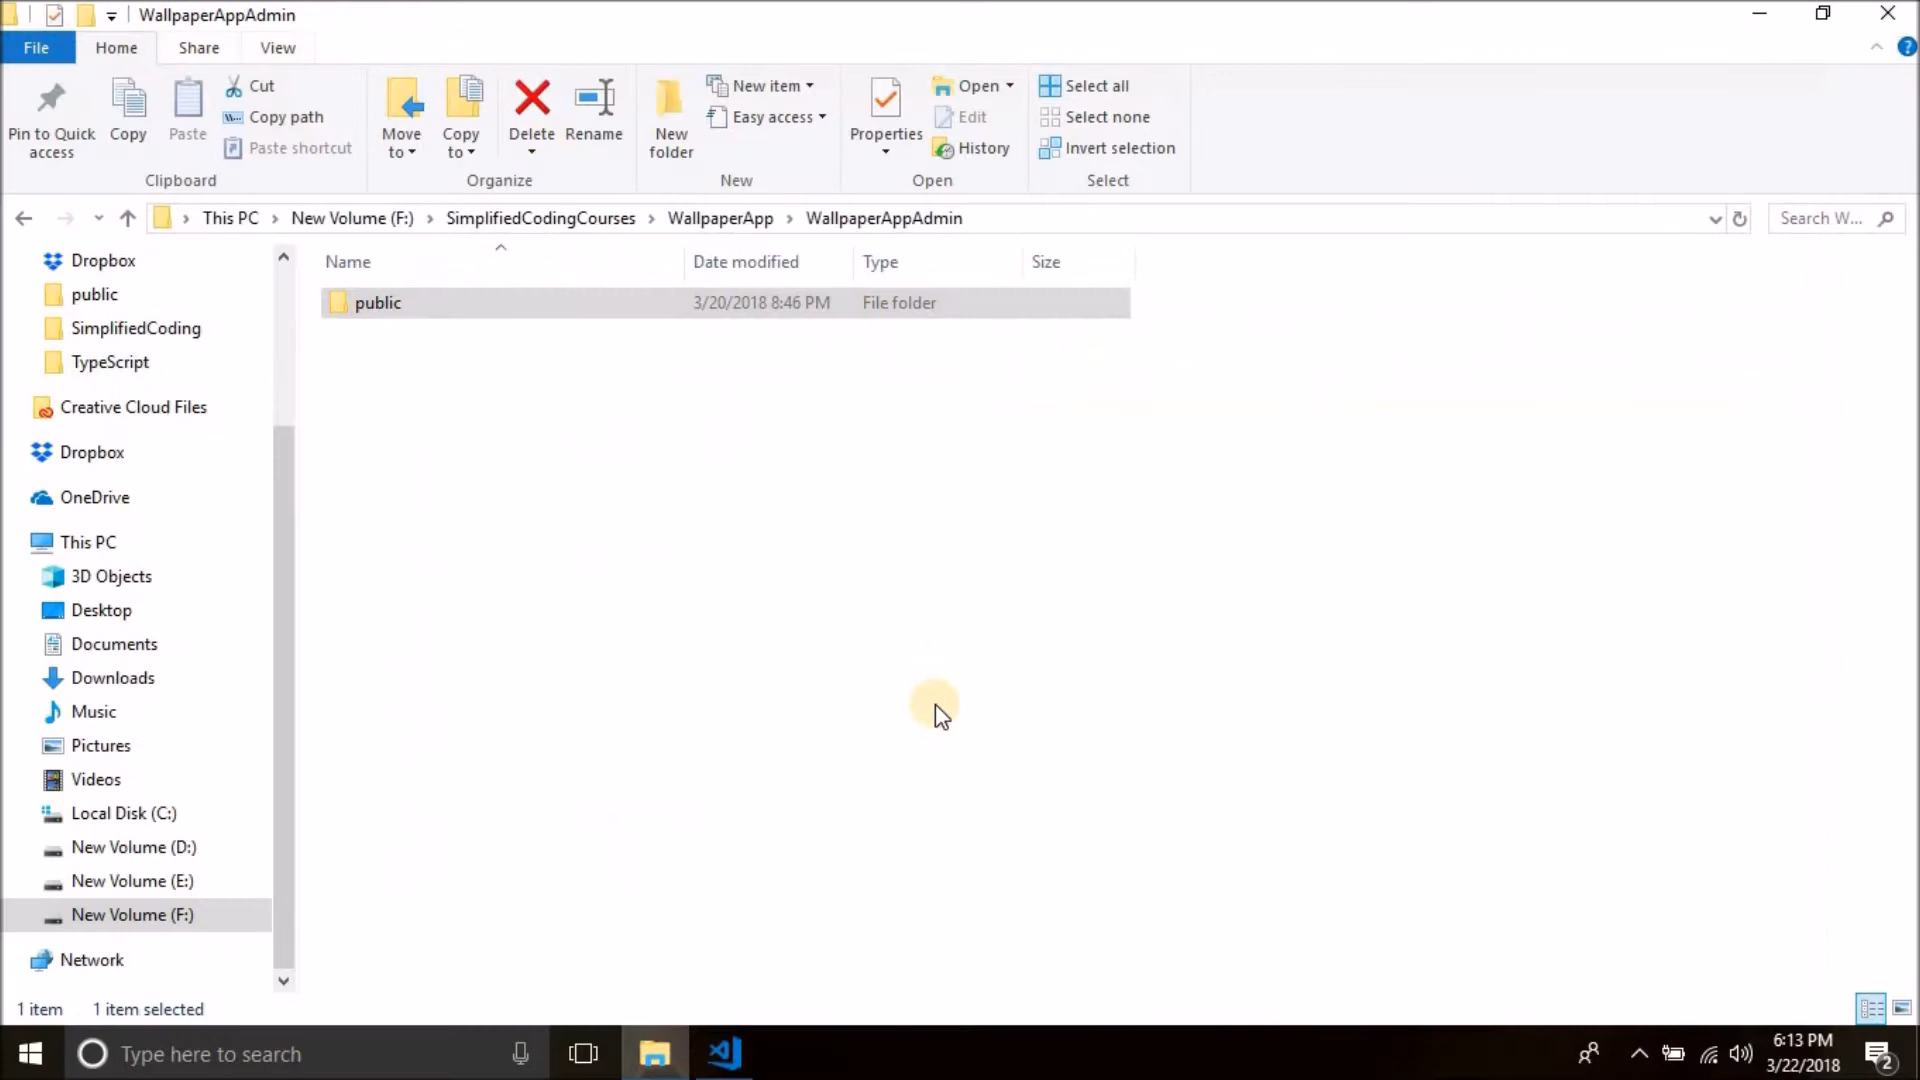 WallpaperAppAdmin
File Home Share View
Pin to Quick access
Copy
Paste
Cut
Copy path
Paste shortcut
Clipboard
Move to
Copy to
Delete
Rename
Organize
New folder
New item
Easy access
New
Properties
Open
Edit
History
Open
Select all
Select none
Invert selection
Select
This PC New Volume (F:) SimplifiedCodingCourses WallpaperApp WallpaperAppAdmin
Search W...
Name Date modified Type Size
public 3/20/2018 8:46 PM File folder
Dropbox
public
SimplifiedCoding
TypeScript
Creative Cloud Files
Dropbox
OneDrive
This PC
3D Objects
Desktop
Documents
Downloads
Music
Pictures
Videos
Local Disk (C:)
New Volume (D:)
New Volume (E:)
New Volume (F:)
Network
1 item 1 item selected
Type here to search
6:13 PM
3/22/2018
2